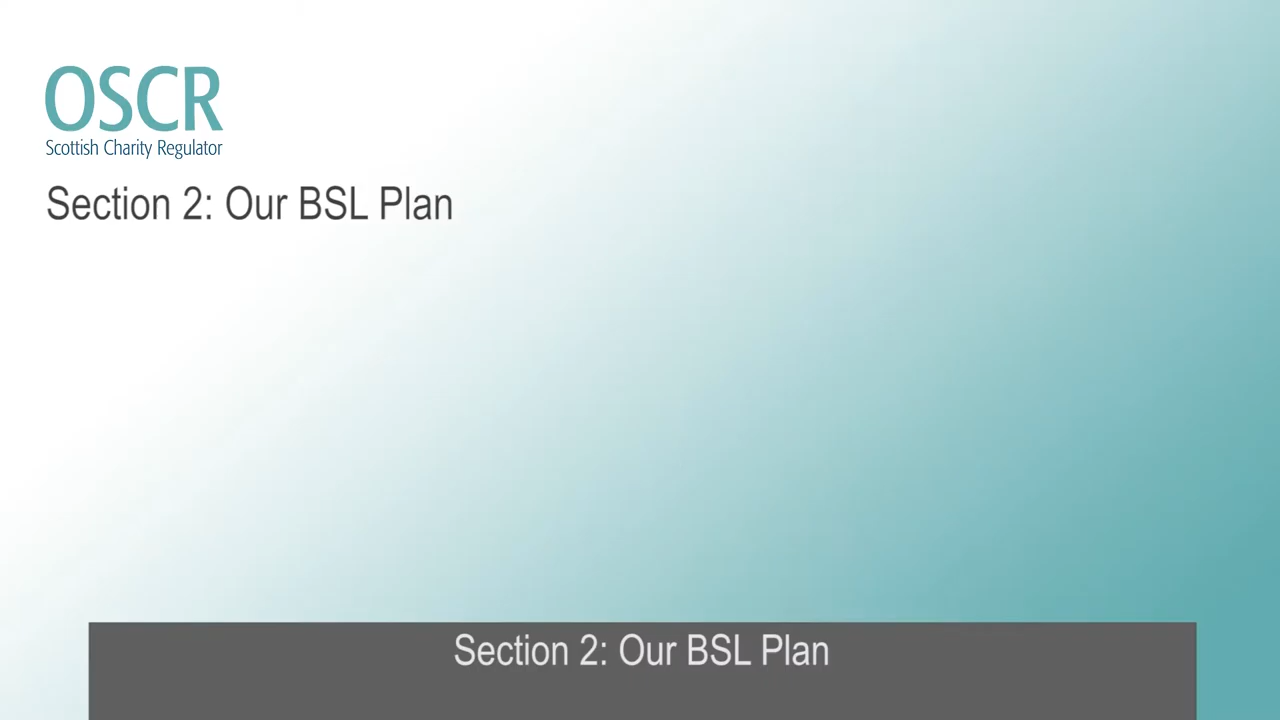 OSCR
Scottish Charity Regulator
Section 2: Our BSL Plan
Section 2: Our BSL Plan